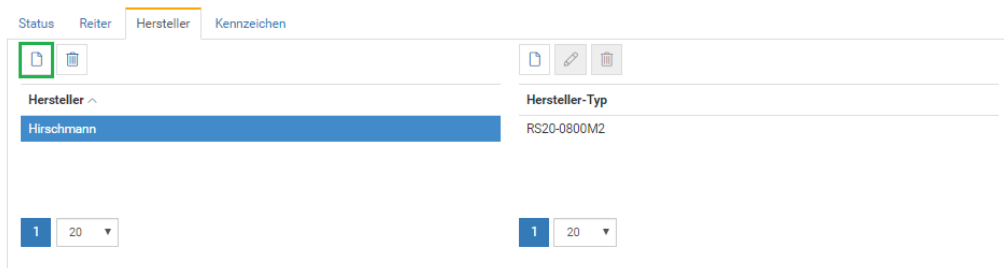 Status Reiter Hersteller Kennzeichen
Hersteller Hersteller-Typ
Hirschmann RS20-0800M2
1 20 1 20